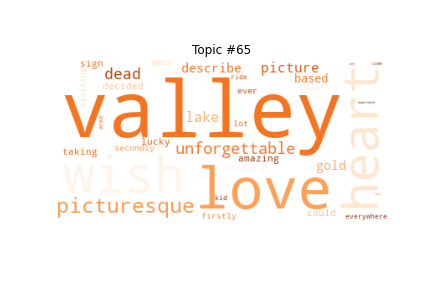 Topic #65
sign
many
describe
picture
dead
ride
based
decided
ever
valley
heart
lake
lot
area
lucky
unforgettable
taking
secondly
amazing
wish
gold
love
kid
picturesque
firstly
could
everywhere